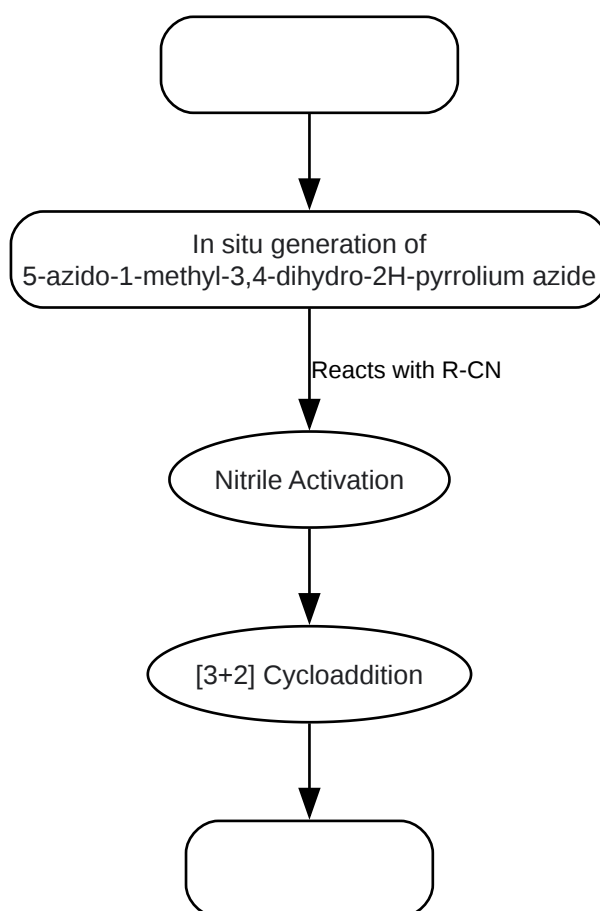 In situ generation of
5-azido-1-methyl-3,4-dihydro-2H-pyrrolium azide
Reacts with R-CN
Nitrile Activation
[3+2] Cycloaddition